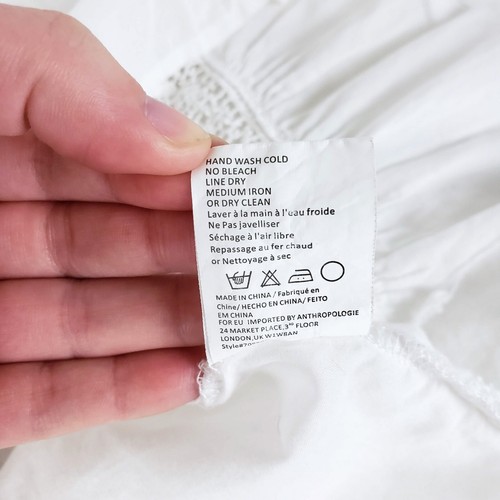 HAND WASH COLD
NO BLEACH
LINE DRY
MEDIUM IRON
OR DRY CLEAN
Laver à la main à l'eau froide
Ne Pas javelliser
Séchage à l'air libre
Repassage au fer chaud
or Nettoyage à sec
MADE IN CHINA / Fabriqué en
Chine/ HECHO EN CHINA/ FEITO
EM CHINA
FOR EU IMPORTED BY ANTHROPOLOGIE
24 MARKET PLACE,3RD FLOOR
LONDON,UK W1W8AN
Style#